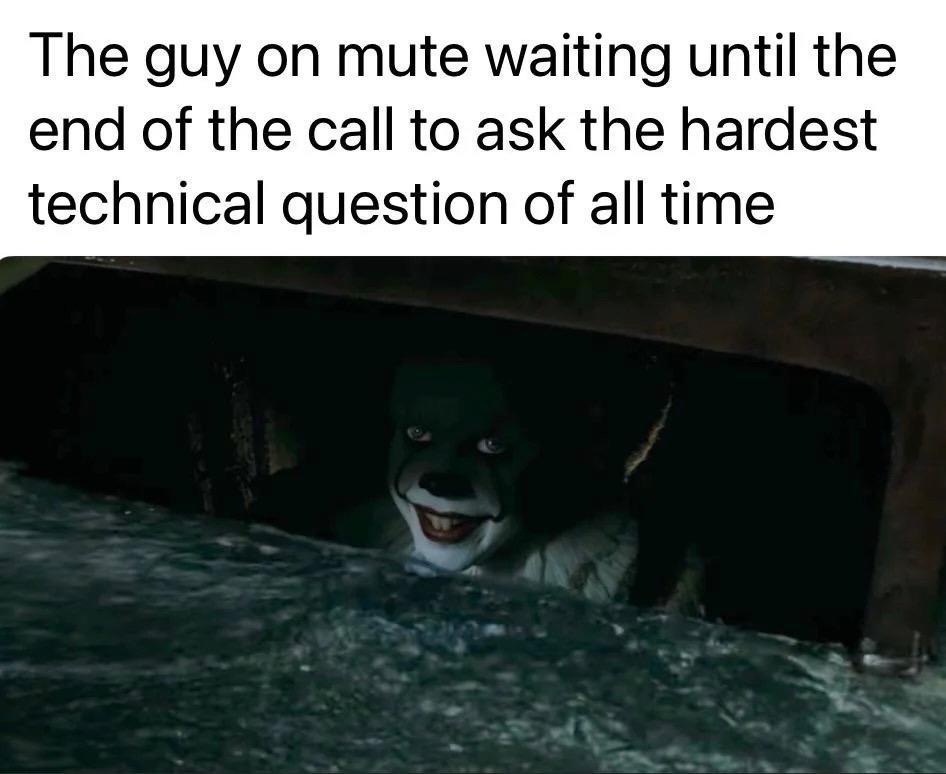 The guy on mute waiting until the
end of the call to ask the hardest
technical question of all time